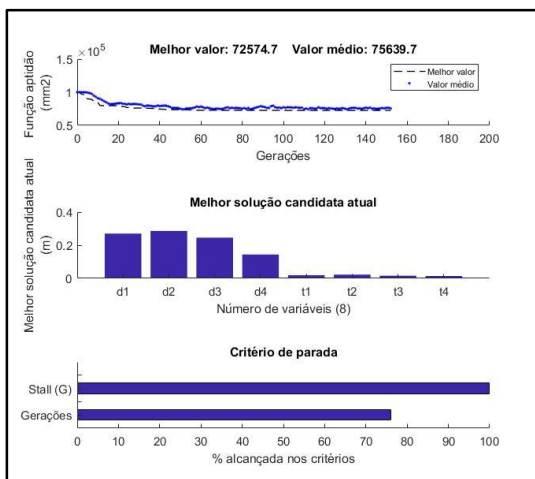 Melhor valor: 72574.7 Valor médio: 75639.7
×10^5
Função aptidão
(mm2)
1.5
1
0.5
Melhor valor
Valor médio
0 20 40 60 80 100 120 140 160 180 200
Gerações
Melhor solução candidata atual
Melhor solução candidata atual
(m)
0.4
0.2
0
d1 d2 d3 d4 t1 t2 t3 t4
Número de variáveis (8)
Critério de parada
Stall (G)
Gerações
0 10 20 30 40 50 60 70 80 90 100
% alcançada nos critérios